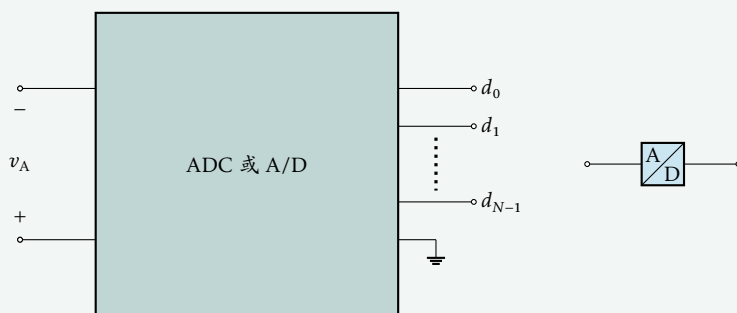 −
v_A
+
ADC 或 A/D
d_0
d_1
d_{N−1}
A
D